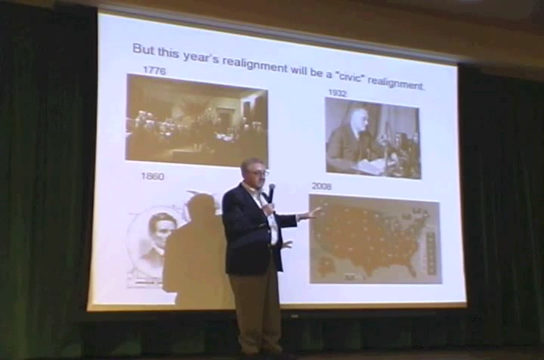 But this year's realignment will be a "civic" realignment.
1776
1932
1860
2008